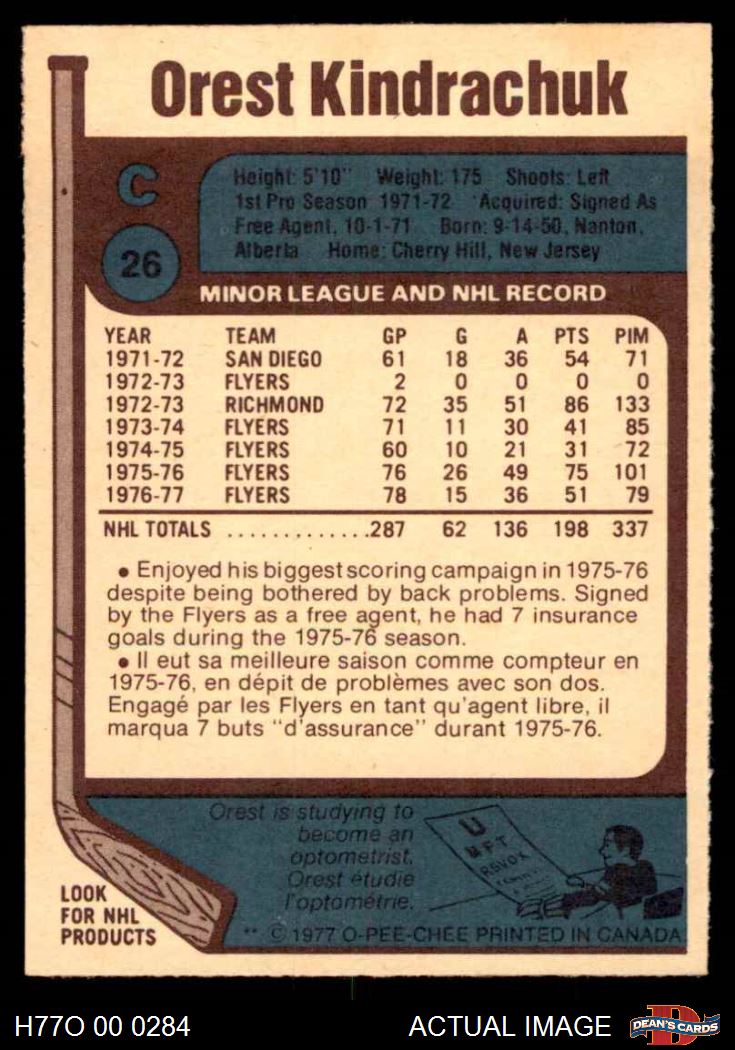 Orest Kindrachuk
C
26
Height: 5'10" Weight: 175 Shoots: Left
1st Pro Season 1971-72 Acquired: Signed As
Free Agent, 10-1-71 Born: 9-14-50, Nanton,
Alberta Home: Cherry Hill, New Jersey
MINOR LEAGUE AND NHL RECORD
YEAR TEAM GP G A PTS PIM
1971-72 SAN DIEGO 61 18 36 54 71
1972-73 FLYERS 2 0 0 0 0
1972-73 RICHMOND 72 35 51 86 133
1973-74 FLYERS 71 11 30 41 85
1974-75 FLYERS 60 10 21 31 72
1975-76 FLYERS 76 26 49 75 101
1976-77 FLYERS 78 15 36 51 79
NHL TOTALS .............287 62 136 198 337
• Enjoyed his biggest scoring campaign in 1975-76
despite being bothered by back problems. Signed
by the Flyers as a free agent, he had 7 insurance
goals during the 1975-76 season.
• Il eut sa meilleure saison comme compteur en
1975-76, en dépit de problèmes avec son dos.
Engagé par les Flyers en tant qu'agent libre, il
marqua 7 buts "d'assurance" durant 1975-76.
Orest is studying to
become an
optometrist.
Orest étudie
l'optométrie.
U
M F T
RGVOX
LOOK
FOR NHL
PRODUCTS
** © 1977 O-PEE-CHEE PRINTED IN CANADA
H77O 00 0284 ACTUAL IMAGE
D
DEAN'S CARDS